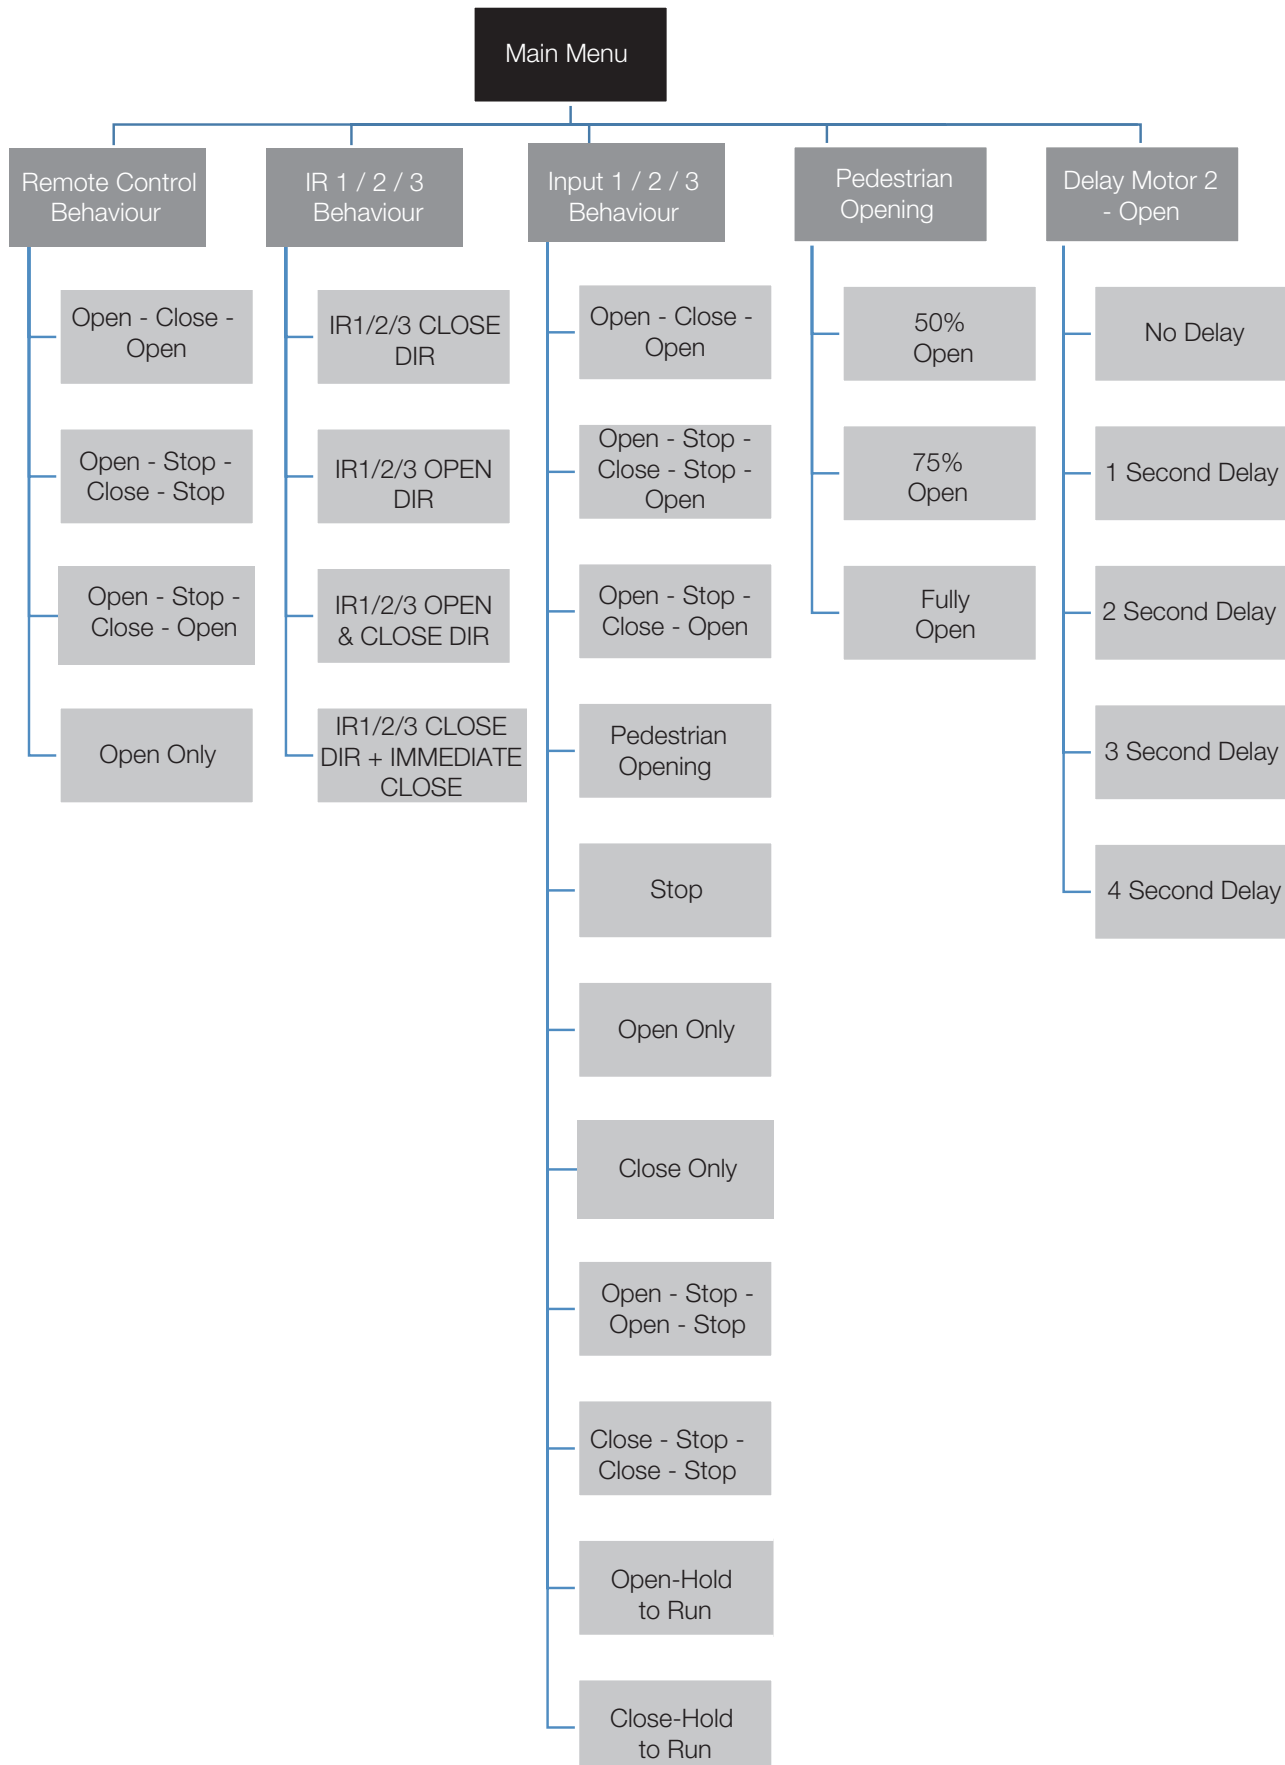 Main Menu
Remote Control
Behaviour
Open - Close -
Open
Open - Stop -
Close - Stop
Open - Stop -
Close - Open
Open Only
IR 1 / 2 / 3
Behaviour
IR1/2/3 CLOSE
DIR
IR1/2/3 OPEN
DIR
IR1/2/3 OPEN
& CLOSE DIR
IR1/2/3 CLOSE
DIR + IMMEDIATE
CLOSE
Input 1 / 2 / 3
Behaviour
Open - Close -
Open
Open - Stop -
Close - Stop -
Open
Open - Stop -
Close - Open
Pedestrian
Opening
Stop
Open Only
Close Only
Open - Stop -
Open - Stop
Close - Stop -
Close - Stop
Open-Hold
to Run
Close-Hold
to Run
Pedestrian
Opening
50%
Open
75%
Open
Fully
Open
Delay Motor 2
- Open
No Delay
1 Second Delay
2 Second Delay
3 Second Delay
4 Second Delay